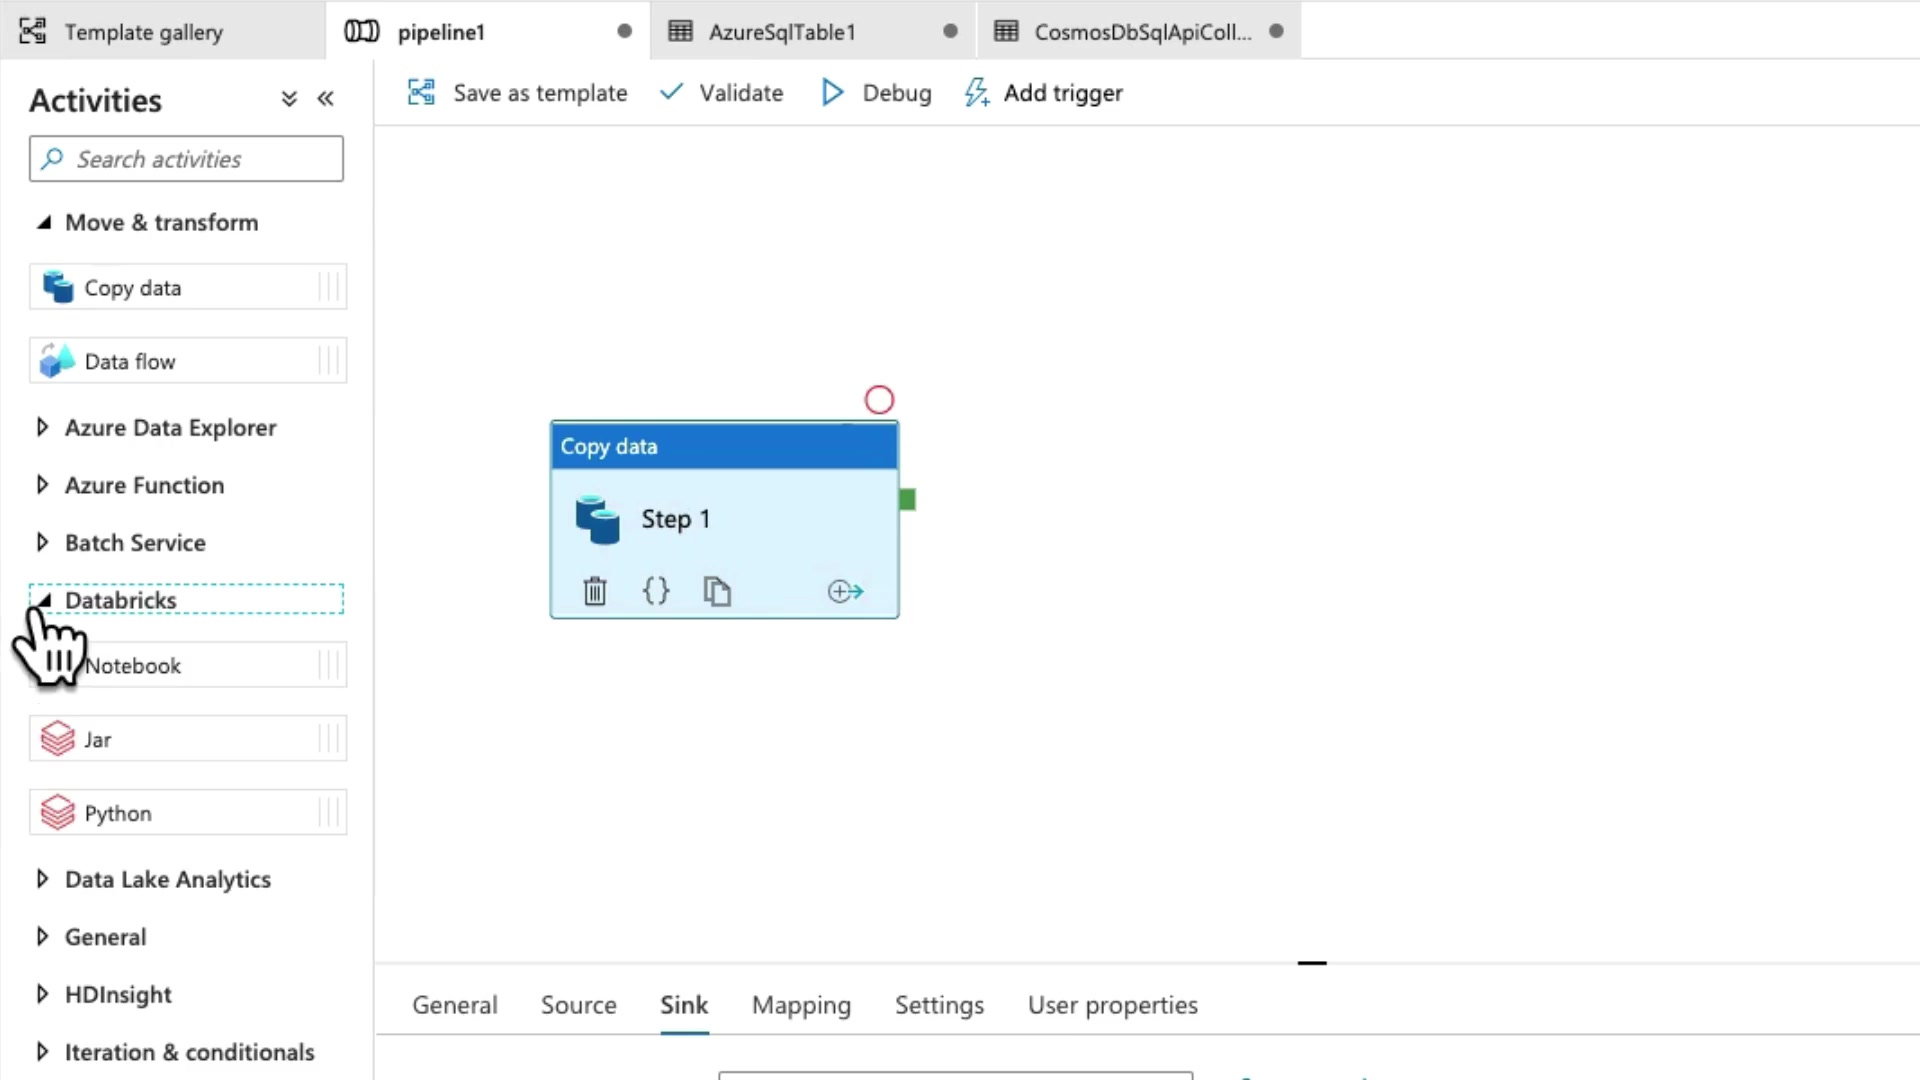 Template gallery
pipeline1
AzureSqlTable1
CosmosDbSqlApiColl...
Activities
Save as template
Validate
Debug
Add trigger
Search activities
Move & transform
Copy data
Data flow
Azure Data Explorer
Azure Function
Batch Service
Databricks
Notebook
Jar
Python
Data Lake Analytics
General
HDInsight
Iteration & conditionals
Copy data
Step 1
General
Source
Sink
Mapping
Settings
User properties